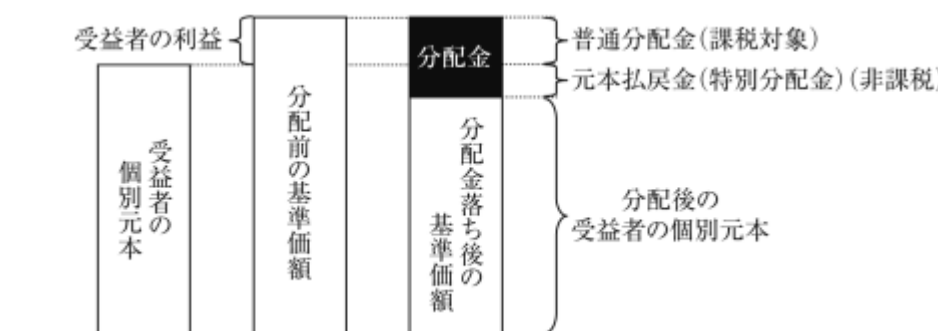 受益者の利益
分配金
普通分配金(課税対象)
元本払戻金(特別分配金)(非課税)
受益者の
個別元本
分配前の基準価額
分配金落ち後の
基準価額
分配後の
受益者の個別元本